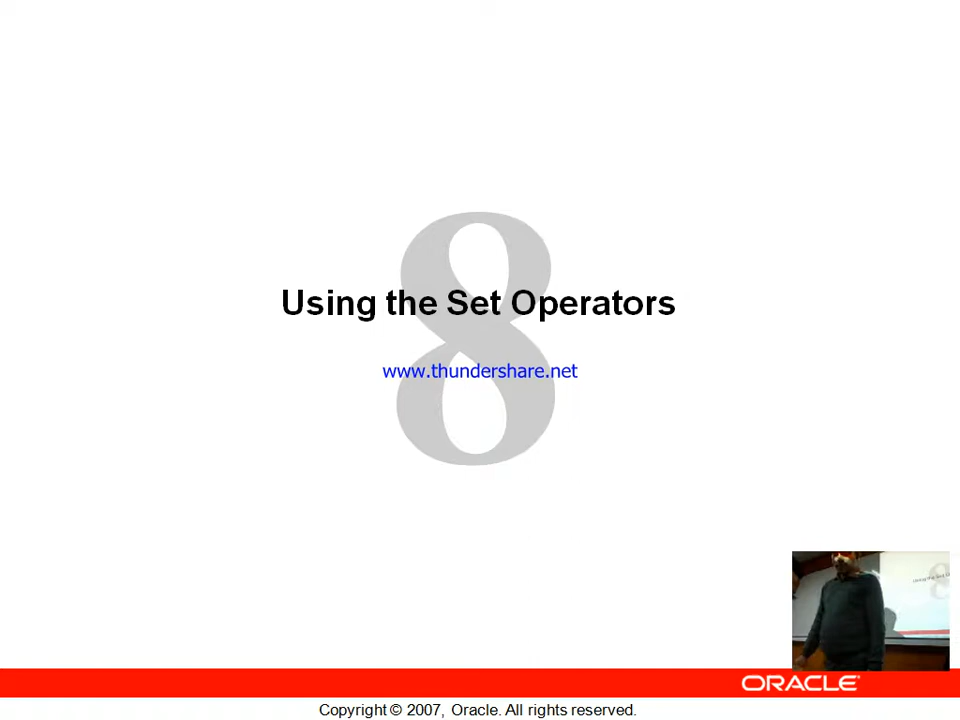 8
Using the Set Operators
www.thundershare.net
ORACLE
Copyright © 2007, Oracle. All rights reserved.